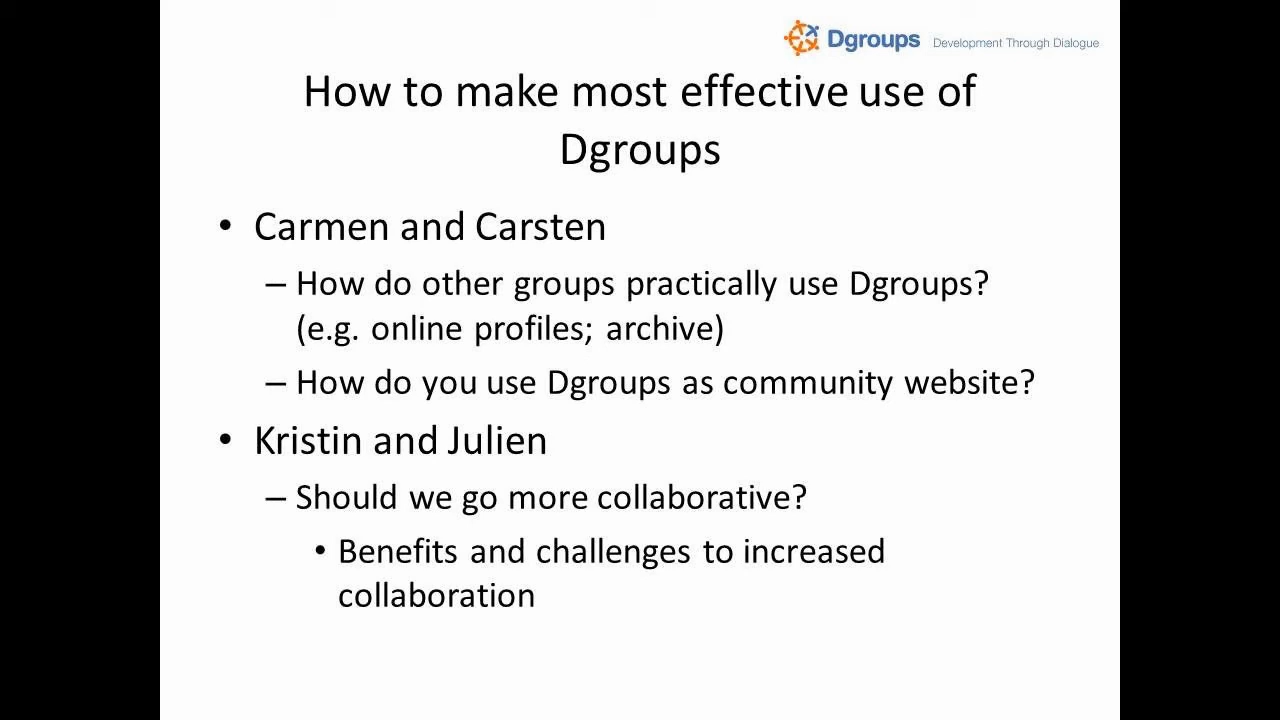 Dgroups Development Through Dialogue
How to make most effective use of
Dgroups
• Carmen and Carsten
– How do other groups practically use Dgroups?
(e.g. online profiles; archive)
– How do you use Dgroups as community website?
• Kristin and Julien
– Should we go more collaborative?
• Benefits and challenges to increased
collaboration